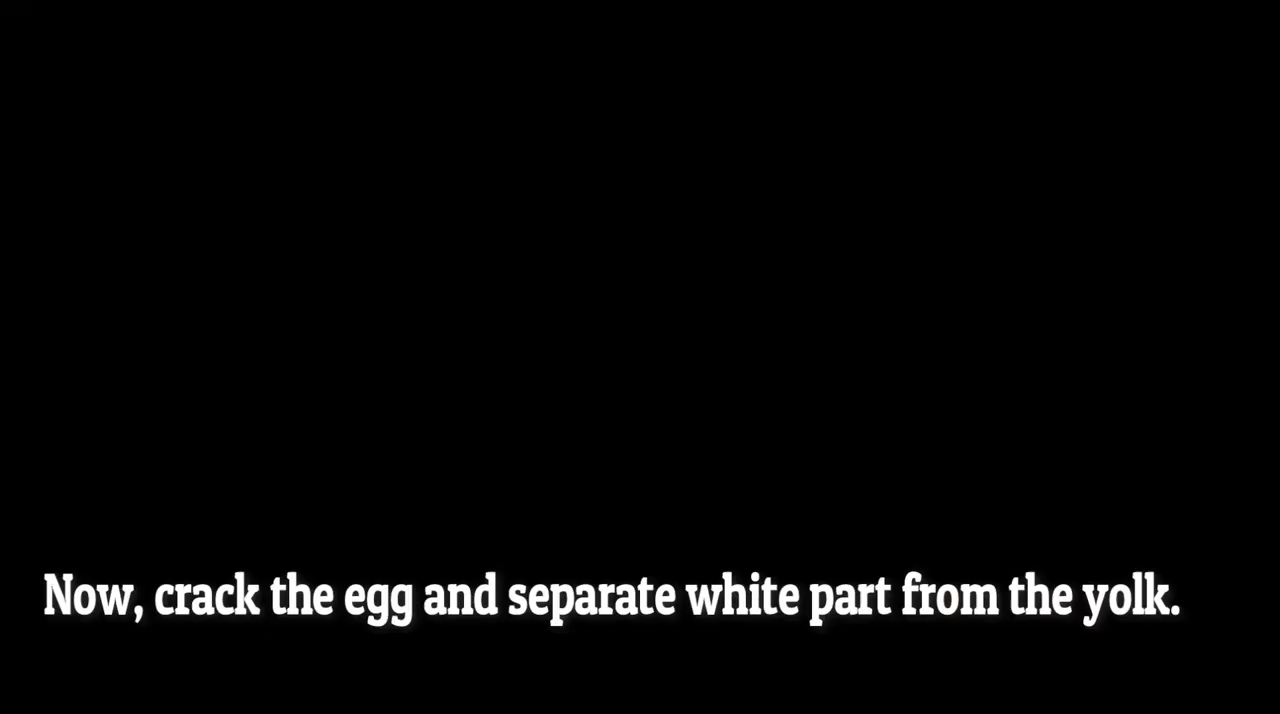 Now, crack the egg and separate white part from the yolk.